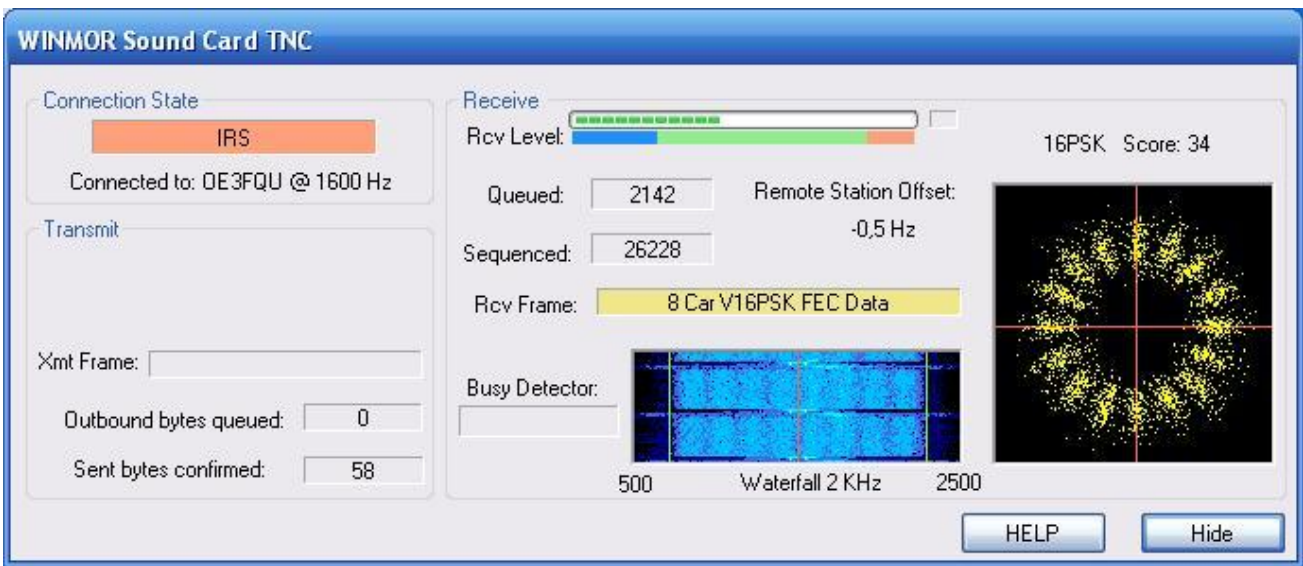 WINMOR Sound Card TNC
Connection State
IRS
Connected to: OE3FQU @ 1600 Hz
Transmit
Xmt Frame:
Outbound bytes queued: 0
Sent bytes confirmed: 58
Receive
Rcv Level:
Queued: 2142
Remote Station Offset:
-0,5 Hz
Sequenced: 26228
Rcv Frame: 8 Car V16PSK FEC Data
Busy Detector:
500 Waterfall 2 KHz 2500
16PSK Score: 34
HELP Hide